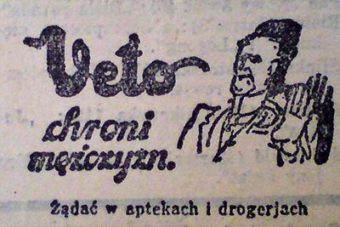 Veto
chroni
mężczyzn.
Żądać w aptekach i drogerjach